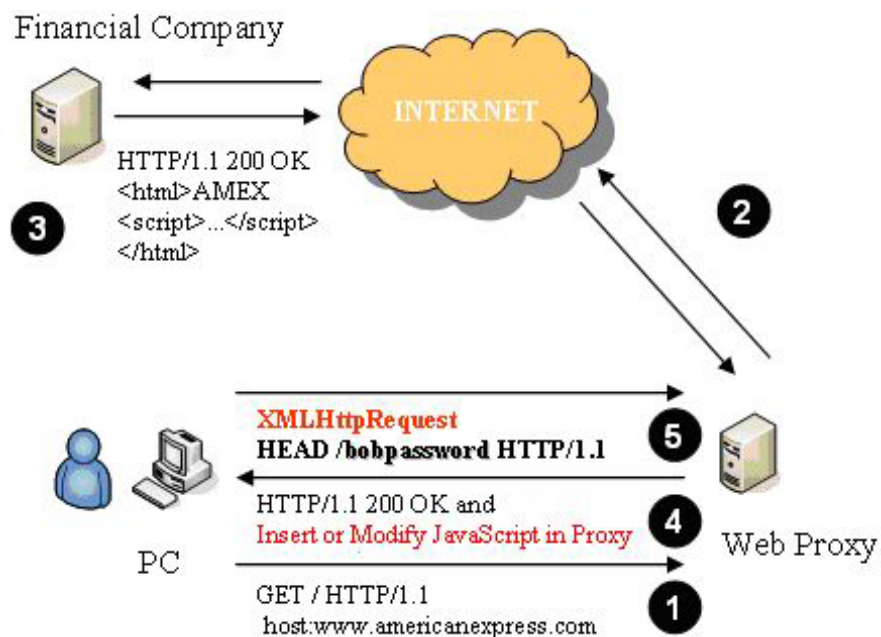 Financial Company
INTERNET
HTTP/1.1 200 OK
<html>AMEX
<script>...</script>
</html>
3
2
XMLHttpRequest
HEAD /bobpassword HTTP/1.1
5
HTTP/1.1 200 OK and
Insert or Modify JavaScript in Proxy
4
PC
Web Proxy
GET / HTTP/1.1
host:www.americanexpress.com
1